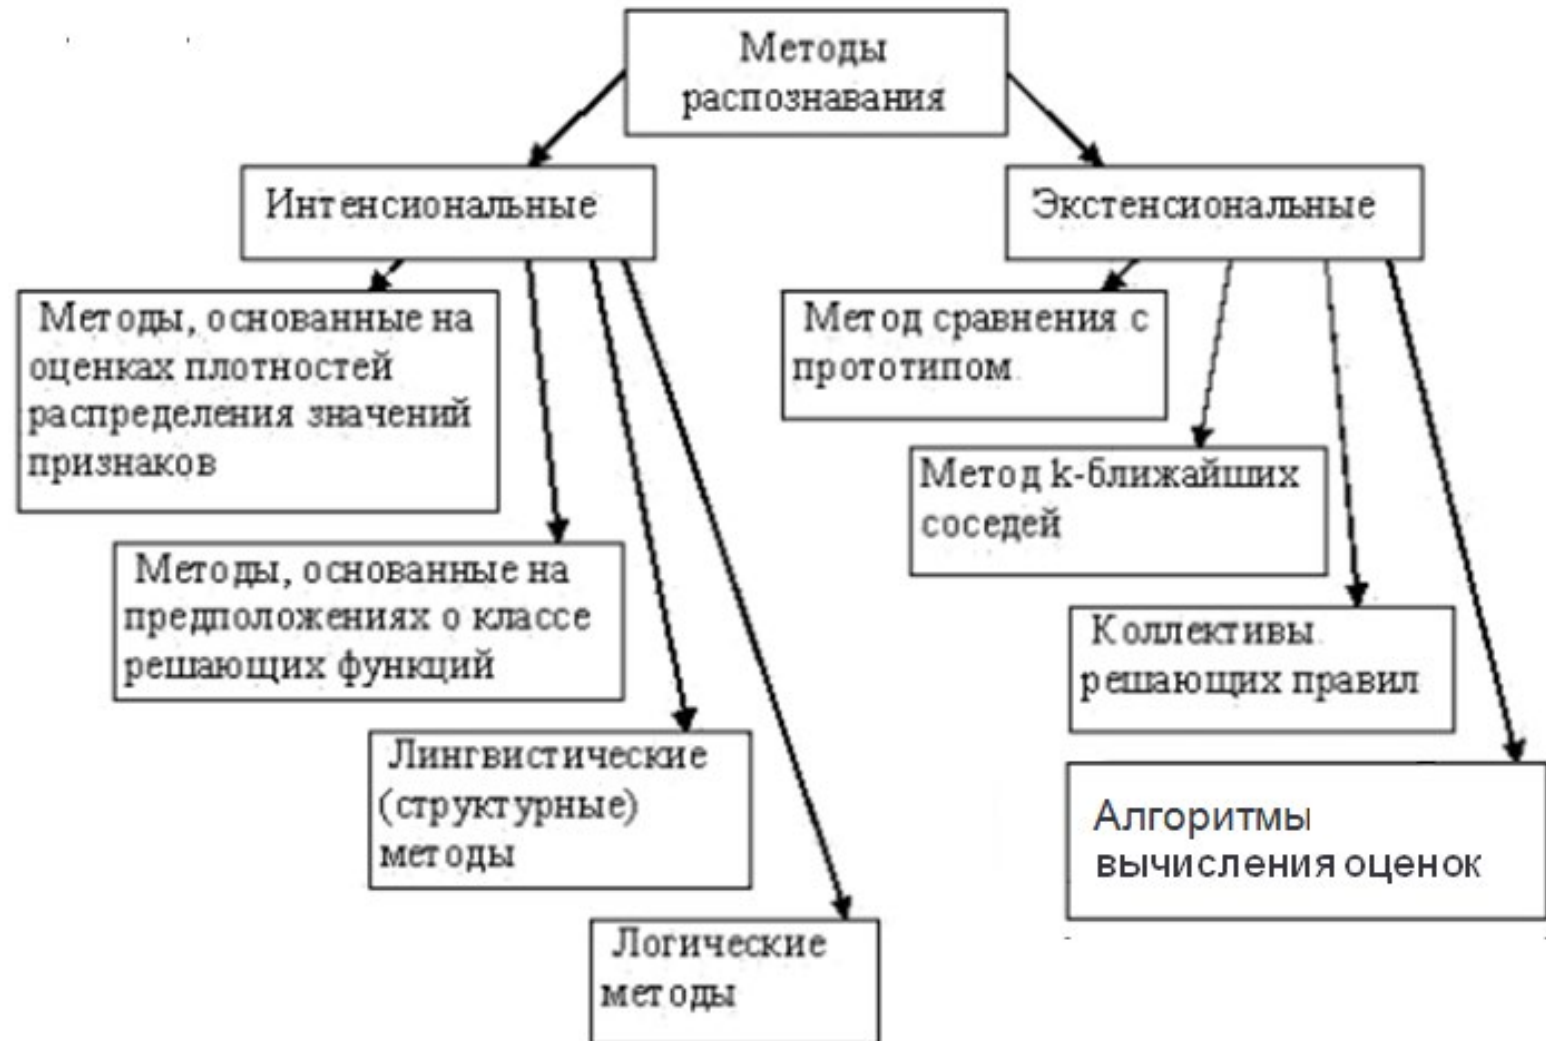 Методы
распознавания
Интенсиональные
Экстенсиональные
Методы, основанные на
оценках плотностей
распределения значений
признаков
Методы, основанные на
предположениях о классе
решающих функций
Лингвистические
(структурные)
методы
Логические
методы
Метод сравнения с
прототипом
Метод k-ближайших
соседей
Коллективы
решающих правил
Алгоритмы
вычисления оценок